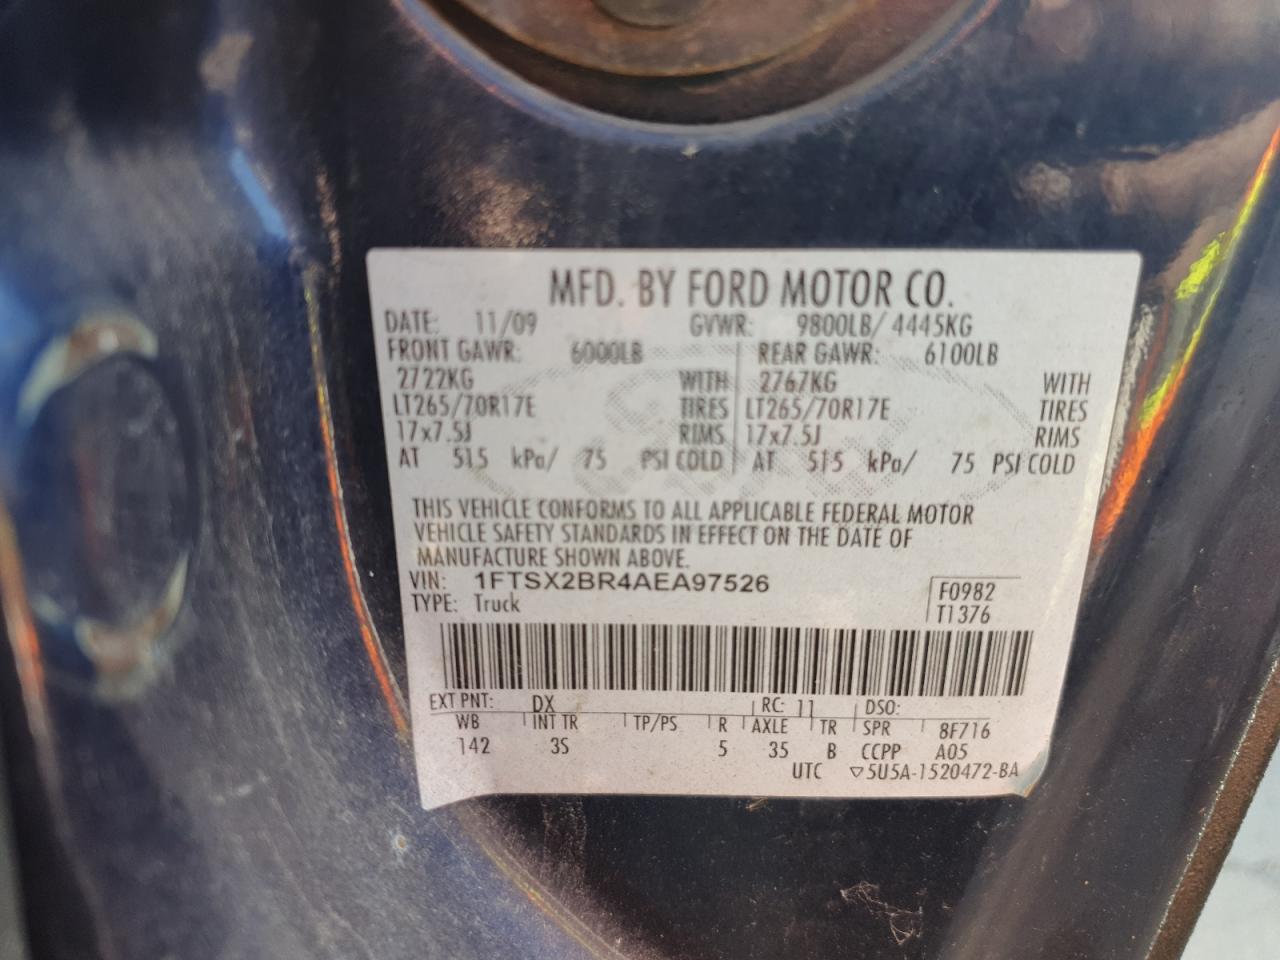 MFD. BY FORD MOTOR CO.
DATE: 11/09 GVWR: 9800LB/ 4445KG
FRONT GAWR: 6000LB REAR GAWR: 6100LB
2722KG WITH 2767KG WITH
LT265/70R17E TIRES LT265/70R17E TIRES
17x7.5J RIMS 17x7.5J RIMS
AT 515 kPa/ 75 PSI COLD AT 515 kPa/ 75 PSI COLD
THIS VEHICLE CONFORMS TO ALL APPLICABLE FEDERAL MOTOR
VEHICLE SAFETY STANDARDS IN EFFECT ON THE DATE OF
MANUFACTURE SHOWN ABOVE.
VIN: 1FTSX2BR4AEA97526 F0982
TYPE: Truck T1376
EXT PNT: DX RC: 11 DSO:
WB INT TR TP/PS R AXLE TR SPR 8F716
142 3S 5 35 B CCPP A05
UTC ▽5U5A-1520472-BA